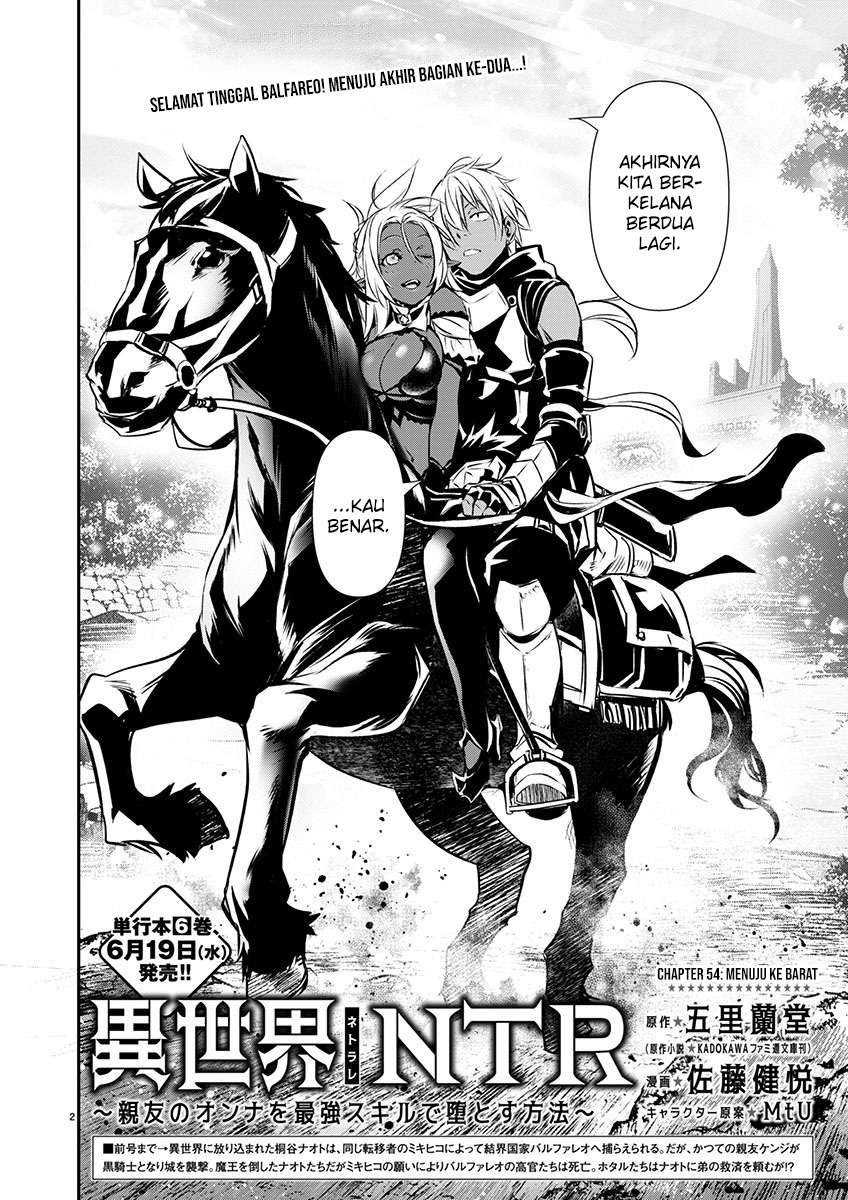 SELAMAT TINGGAL BALFAREO! MENUJU AKHIR BAGIAN KE-DUA...!
AKHIRNYA
KITA BER-
KELANA
BERDUA
LAGI.
...KAU
BENAR.
単行本6巻、
6月19日(水)
発売!!
CHAPTER 54: MENUJU KE BARAT
★★★★★★★★★★★★★★★★
異世界NTR
ネトラレ
~親友のオンナを最強スキルで堕とす方法~
原作★五里蘭堂
(原作小説★KADOKAWAファミ通文庫刊)
漫画★佐藤健悦
キャラクター原案★MtU
2
■前号まで→異世界に放り込まれた桐谷ナオトは、同じ転移者のミキヒコによって結界国家バルファレオへ捕らえられる。だが、かつての親友ケンジが
黒騎士となり城を襲撃。魔王を倒したナオトたちだがミキヒコの願いによりバルファレオの高官たちは死亡。ホタルたちはナオトに弟の救済を頼むが!?